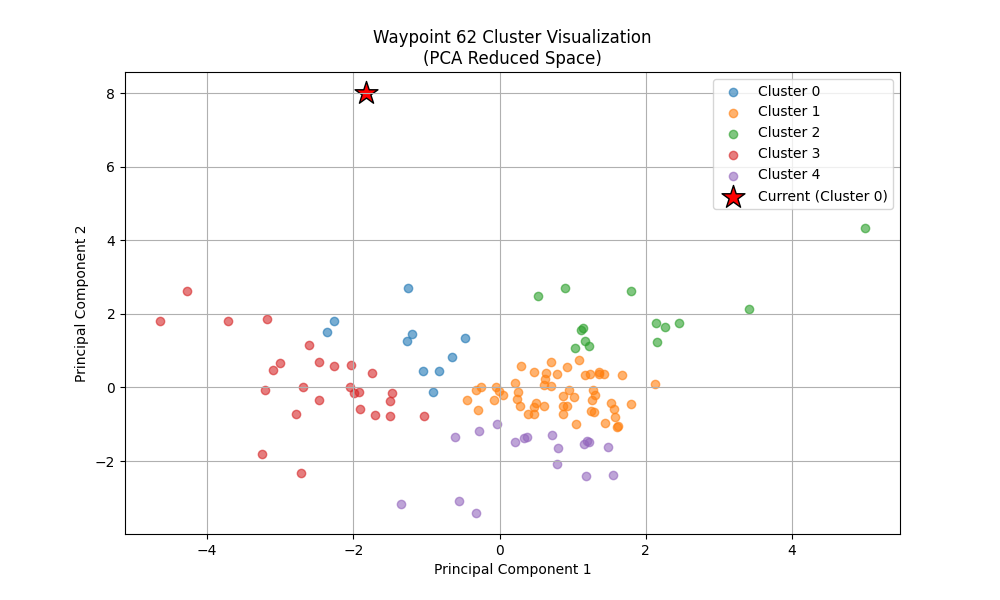 Waypoint 62 Cluster Visualization
(PCA Reduced Space)
Principal Component 2
8
6
4
2
0
−2
−4
−2
0
2
4
Principal Component 1
Cluster 0
Cluster 1
Cluster 2
Cluster 3
Cluster 4
Current (Cluster 0)